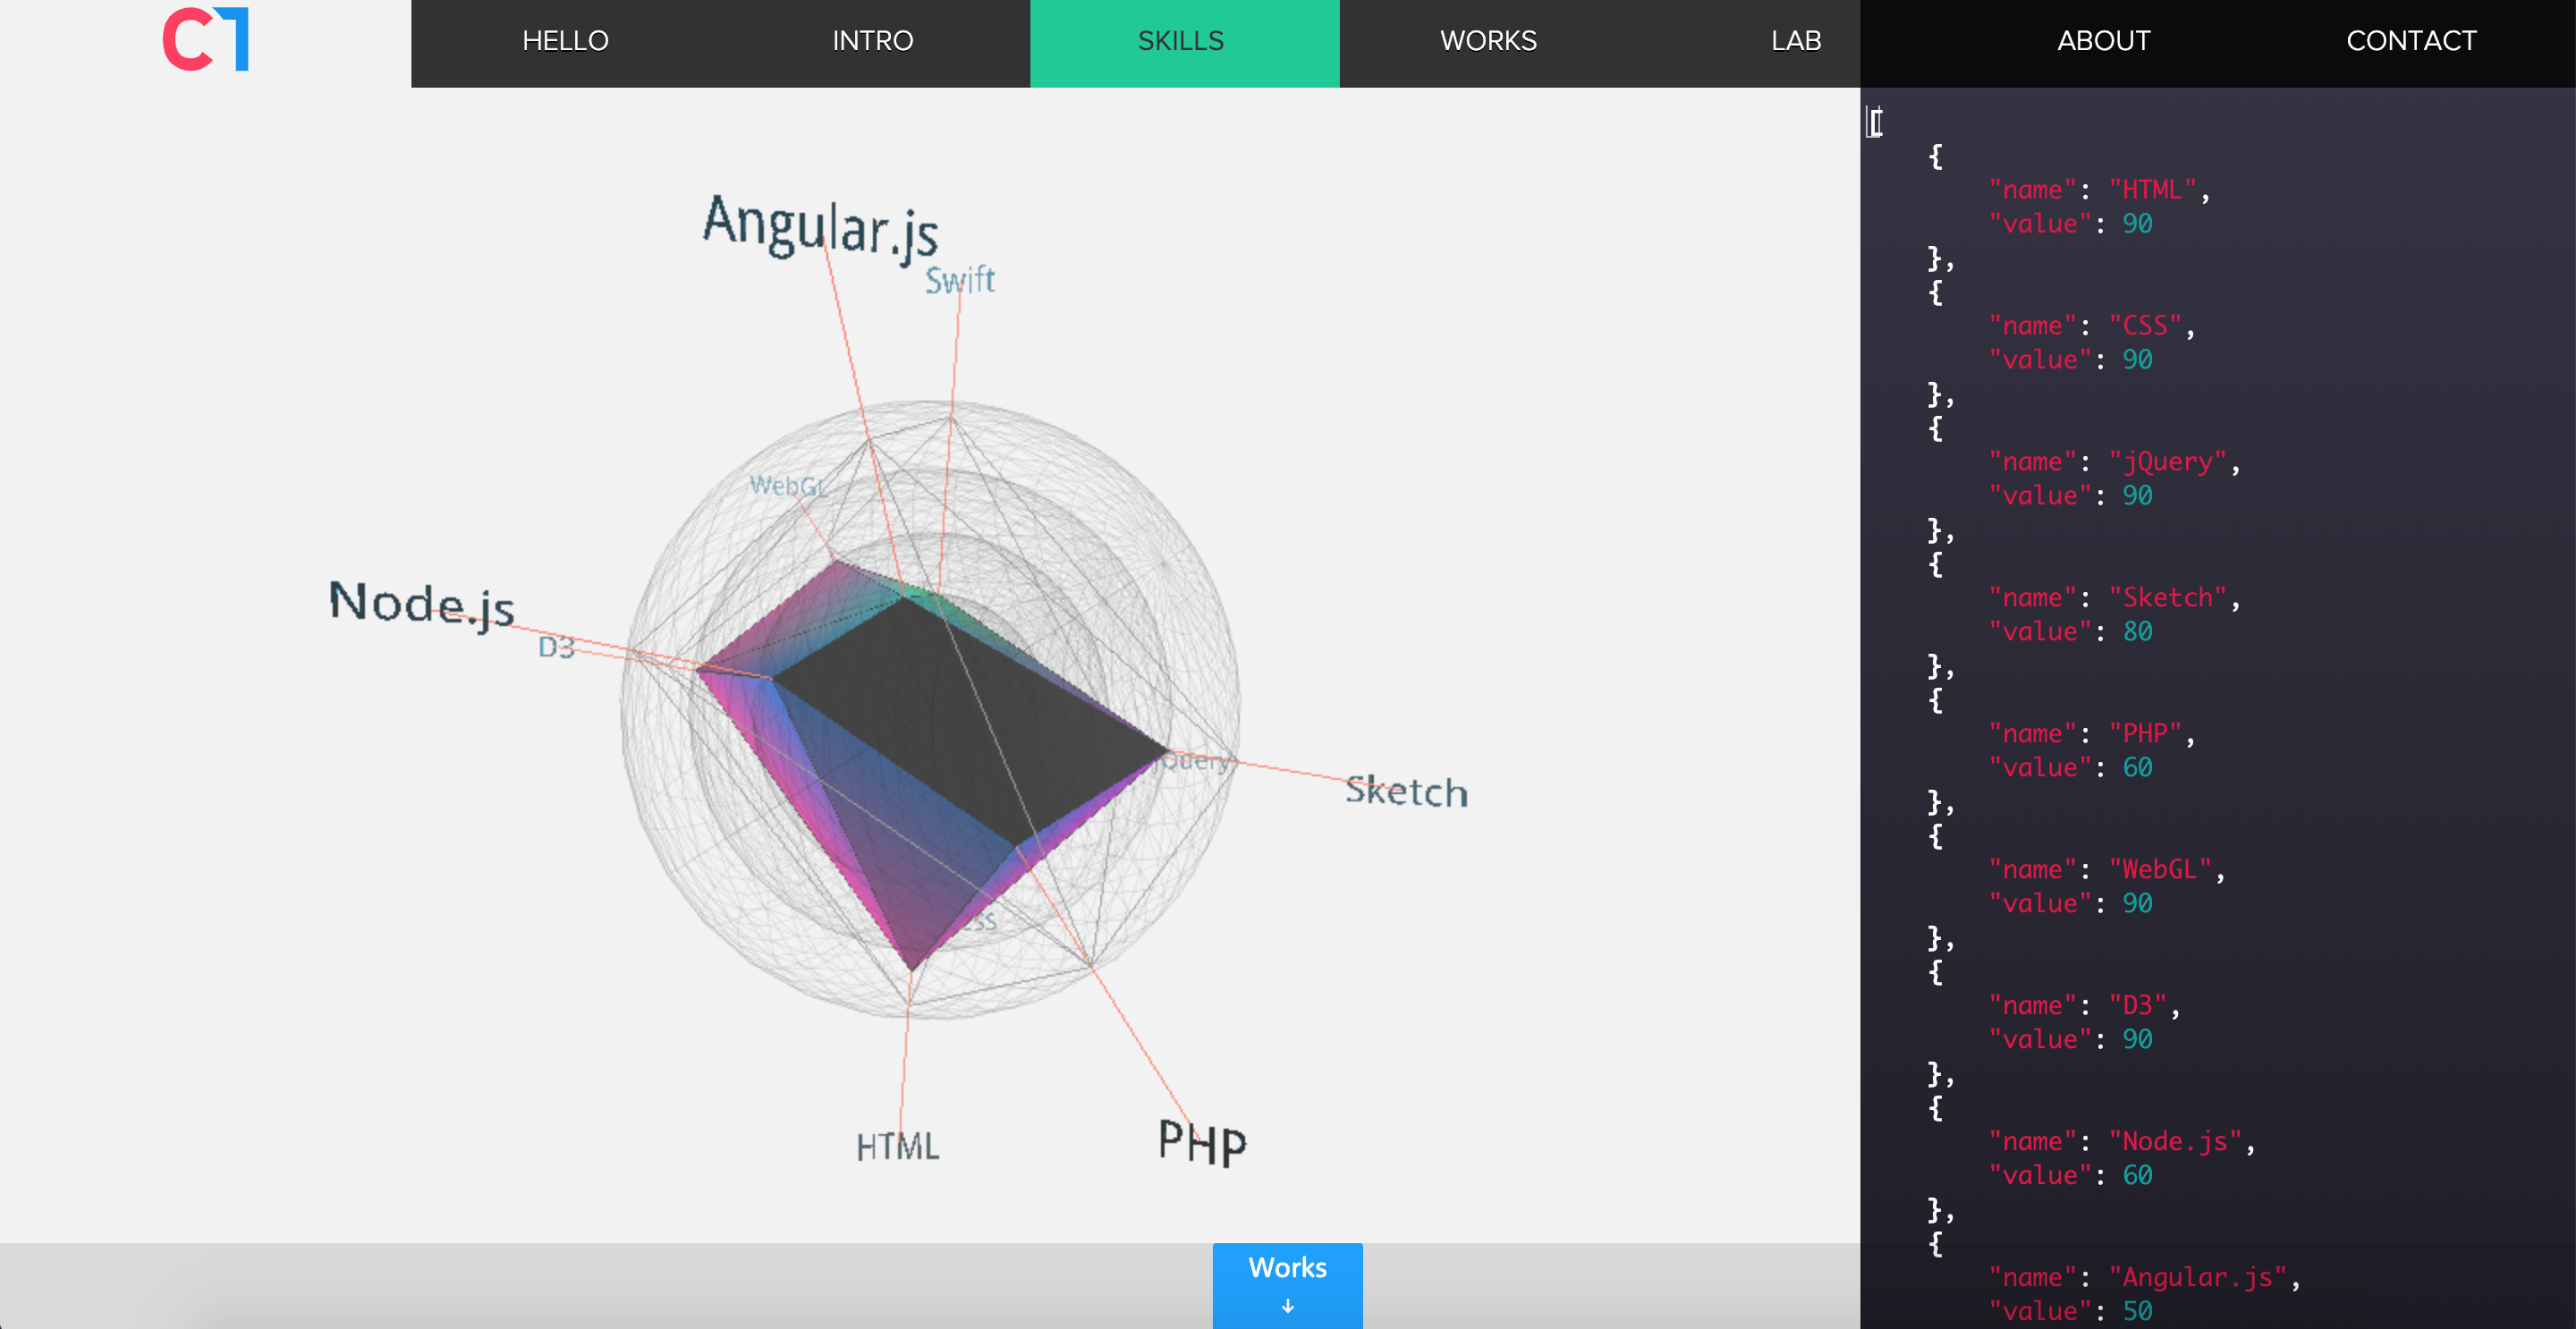 C1
HELLO INTRO SKILLS WORKS LAB ABOUT CONTACT
Angular.js
Swift
WebGL
Node.js
D3
Query
Sketch
CSS
HTML
PHP
Works
↓
[
{
"name": "HTML",
"value": 90
},
{
"name": "CSS",
"value": 90
},
{
"name": "jQuery",
"value": 90
},
{
"name": "Sketch",
"value": 80
},
{
"name": "PHP",
"value": 60
},
{
"name": "WebGL",
"value": 90
},
{
"name": "D3",
"value": 90
},
{
"name": "Node.js",
"value": 60
},
{
"name": "Angular.js",
"value": 50